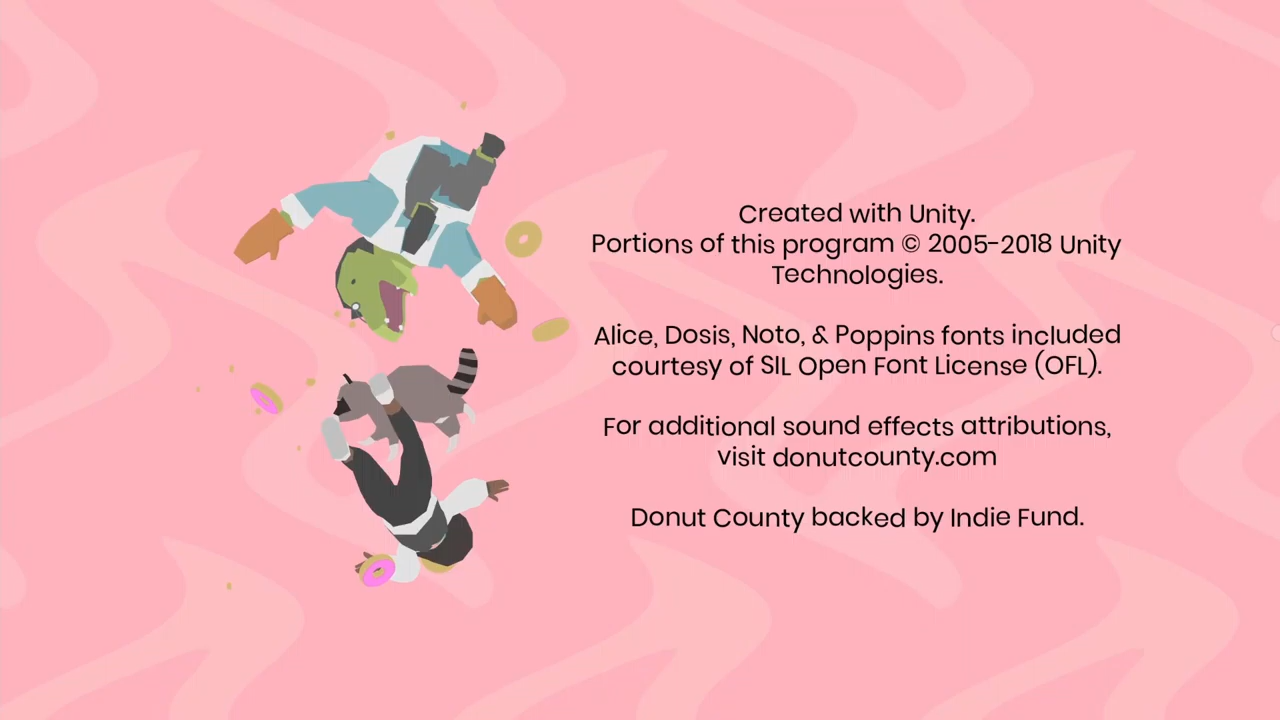 Created with Unity.
Portions of this program © 2005-2018 Unity
Technologies.
Alice, Dosis, Noto, & Poppins fonts included
courtesy of SIL Open Font License (OFL).
For additional sound effects attributions,
visit donutcounty.com
Donut County backed by Indie Fund.